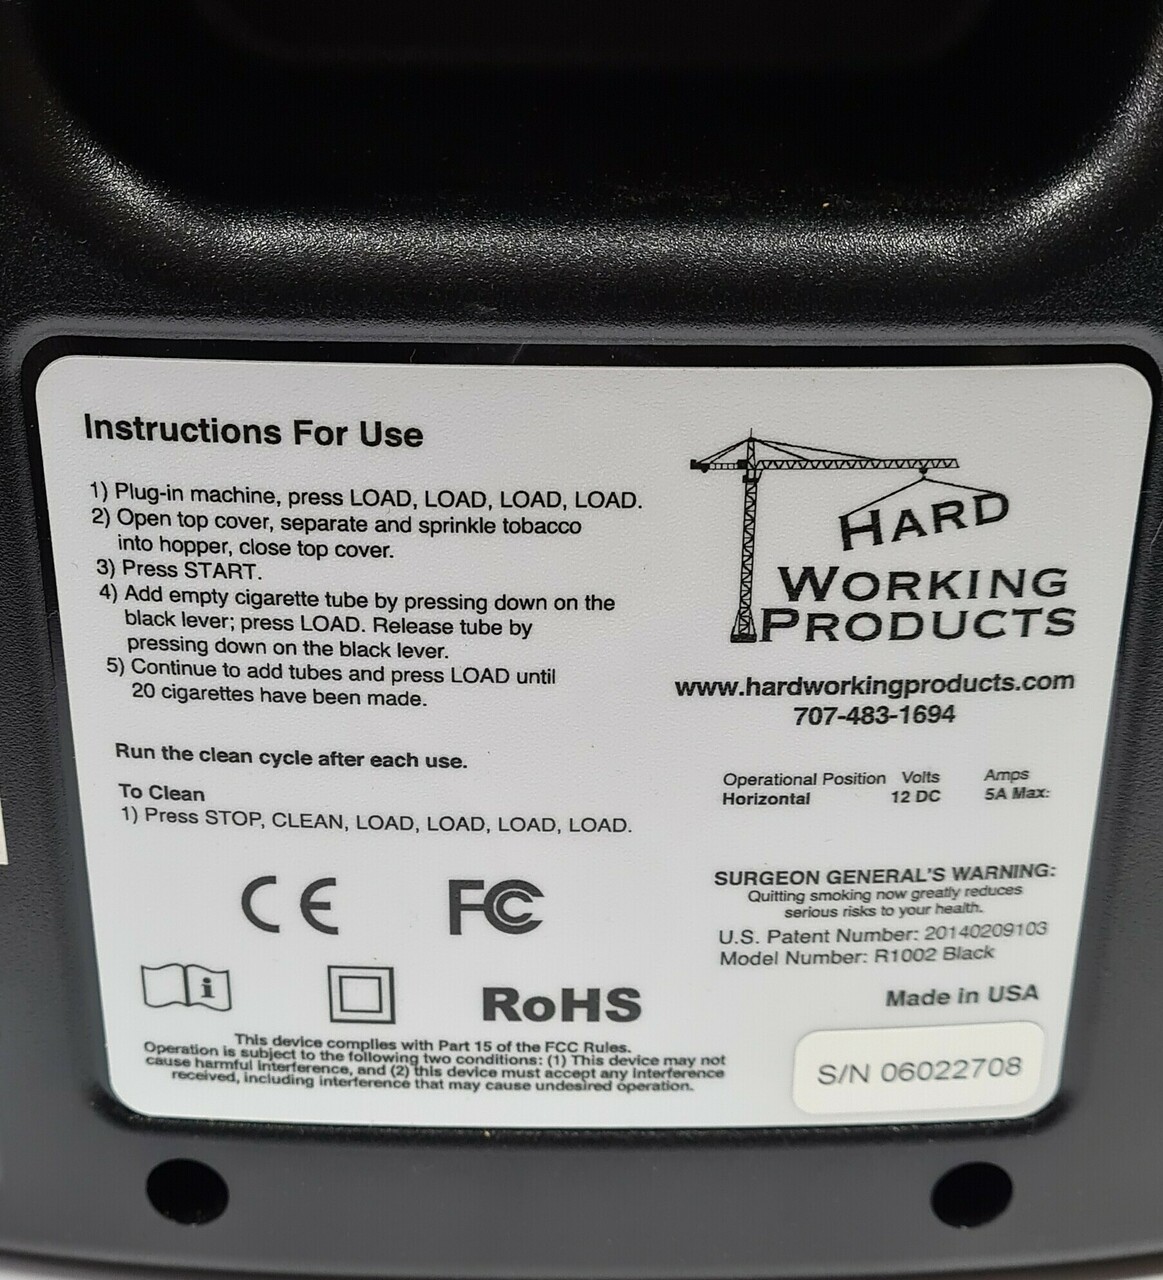 Instructions For Use
1) Plug-in machine, press LOAD, LOAD, LOAD, LOAD.
2) Open top cover, separate and sprinkle tobacco
into hopper, close top cover.
3) Press START.
4) Add empty cigarette tube by pressing down on the
black lever; press LOAD. Release tube by
pressing down on the black lever.
5) Continue to add tubes and press LOAD until
20 cigarettes have been made.
Run the clean cycle after each use.
To Clean
1) Press STOP, CLEAN, LOAD, LOAD, LOAD, LOAD.
CE FC
i
RoHS
This device complies with Part 15 of the FCC Rules.
Operation is subject to the following two conditions: (1) This device may not
cause harmful interference, and (2) this device must accept any interference
received, including interference that may cause undesired operation.
HARD
WORKING
PRODUCTS
www.hardworkingproducts.com
707-483-1694
Operational Position Volts Amps
Horizontal 12 DC 5A Max:
SURGEON GENERAL'S WARNING:
Quitting smoking now greatly reduces
serious risks to your health.
U.S. Patent Number: 20140209103
Model Number: R1002 Black
Made in USA
S/N 06022708